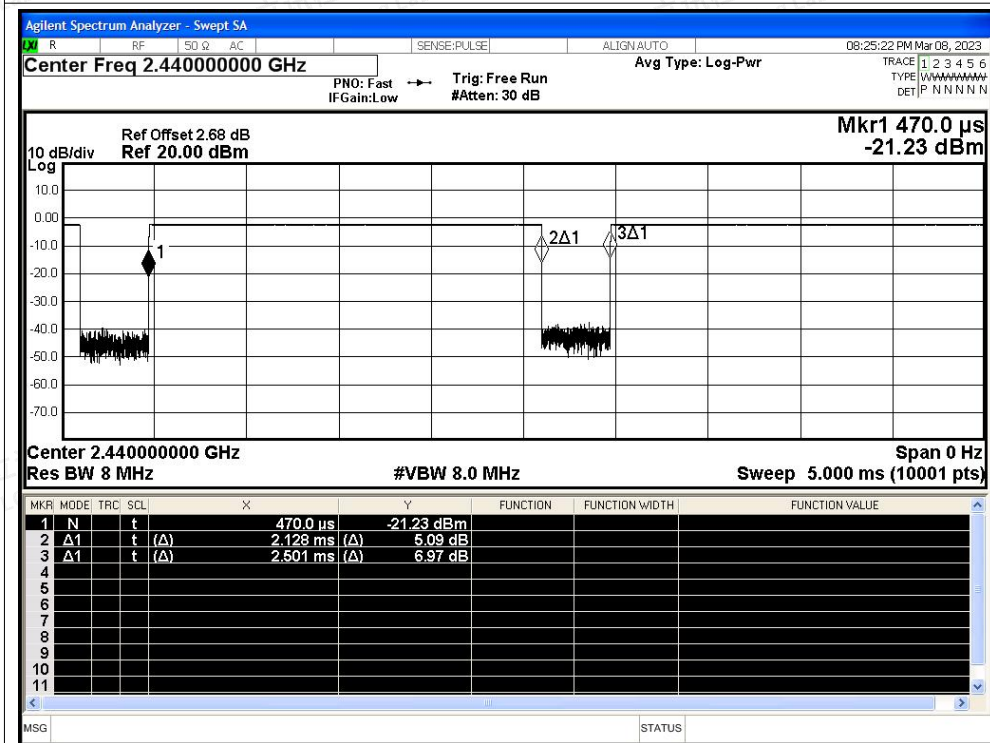 Agilent Spectrum Analyzer - Swept SA
LXI R RF 50 Ω AC SENSE:PULSE ALIGN AUTO 08:25:22 PM Mar 08, 2023
Center Freq 2.440000000 GHz Avg Type: Log-Pwr TRACE 1 2 3 4 5 6
PNO: Fast Trig: Free Run TYPE W
IFGain:Low #Atten: 30 dB DET P N N N N N
Ref Offset 2.68 dB Mkr1 470.0 µs
10 dB/div Ref 20.00 dBm -21.23 dBm
Log
10.0
0.00
-10.0
-20.0
-30.0
-40.0
-50.0
-60.0
-70.0
1 2Δ1 3Δ1
Center 2.440000000 GHz Span 0 Hz
Res BW 8 MHz #VBW 8.0 MHz Sweep 5.000 ms (10001 pts)
MKR MODE TRC SCL X Y FUNCTION FUNCTION WIDTH FUNCTION VALUE
1 N t 470.0 µs -21.23 dBm
2 Δ1 t (Δ) 2.128 ms (Δ) 5.09 dB
3 Δ1 t (Δ) 2.501 ms (Δ) 6.97 dB
4
5
6
7
8
9
10
11
MSG STATUS